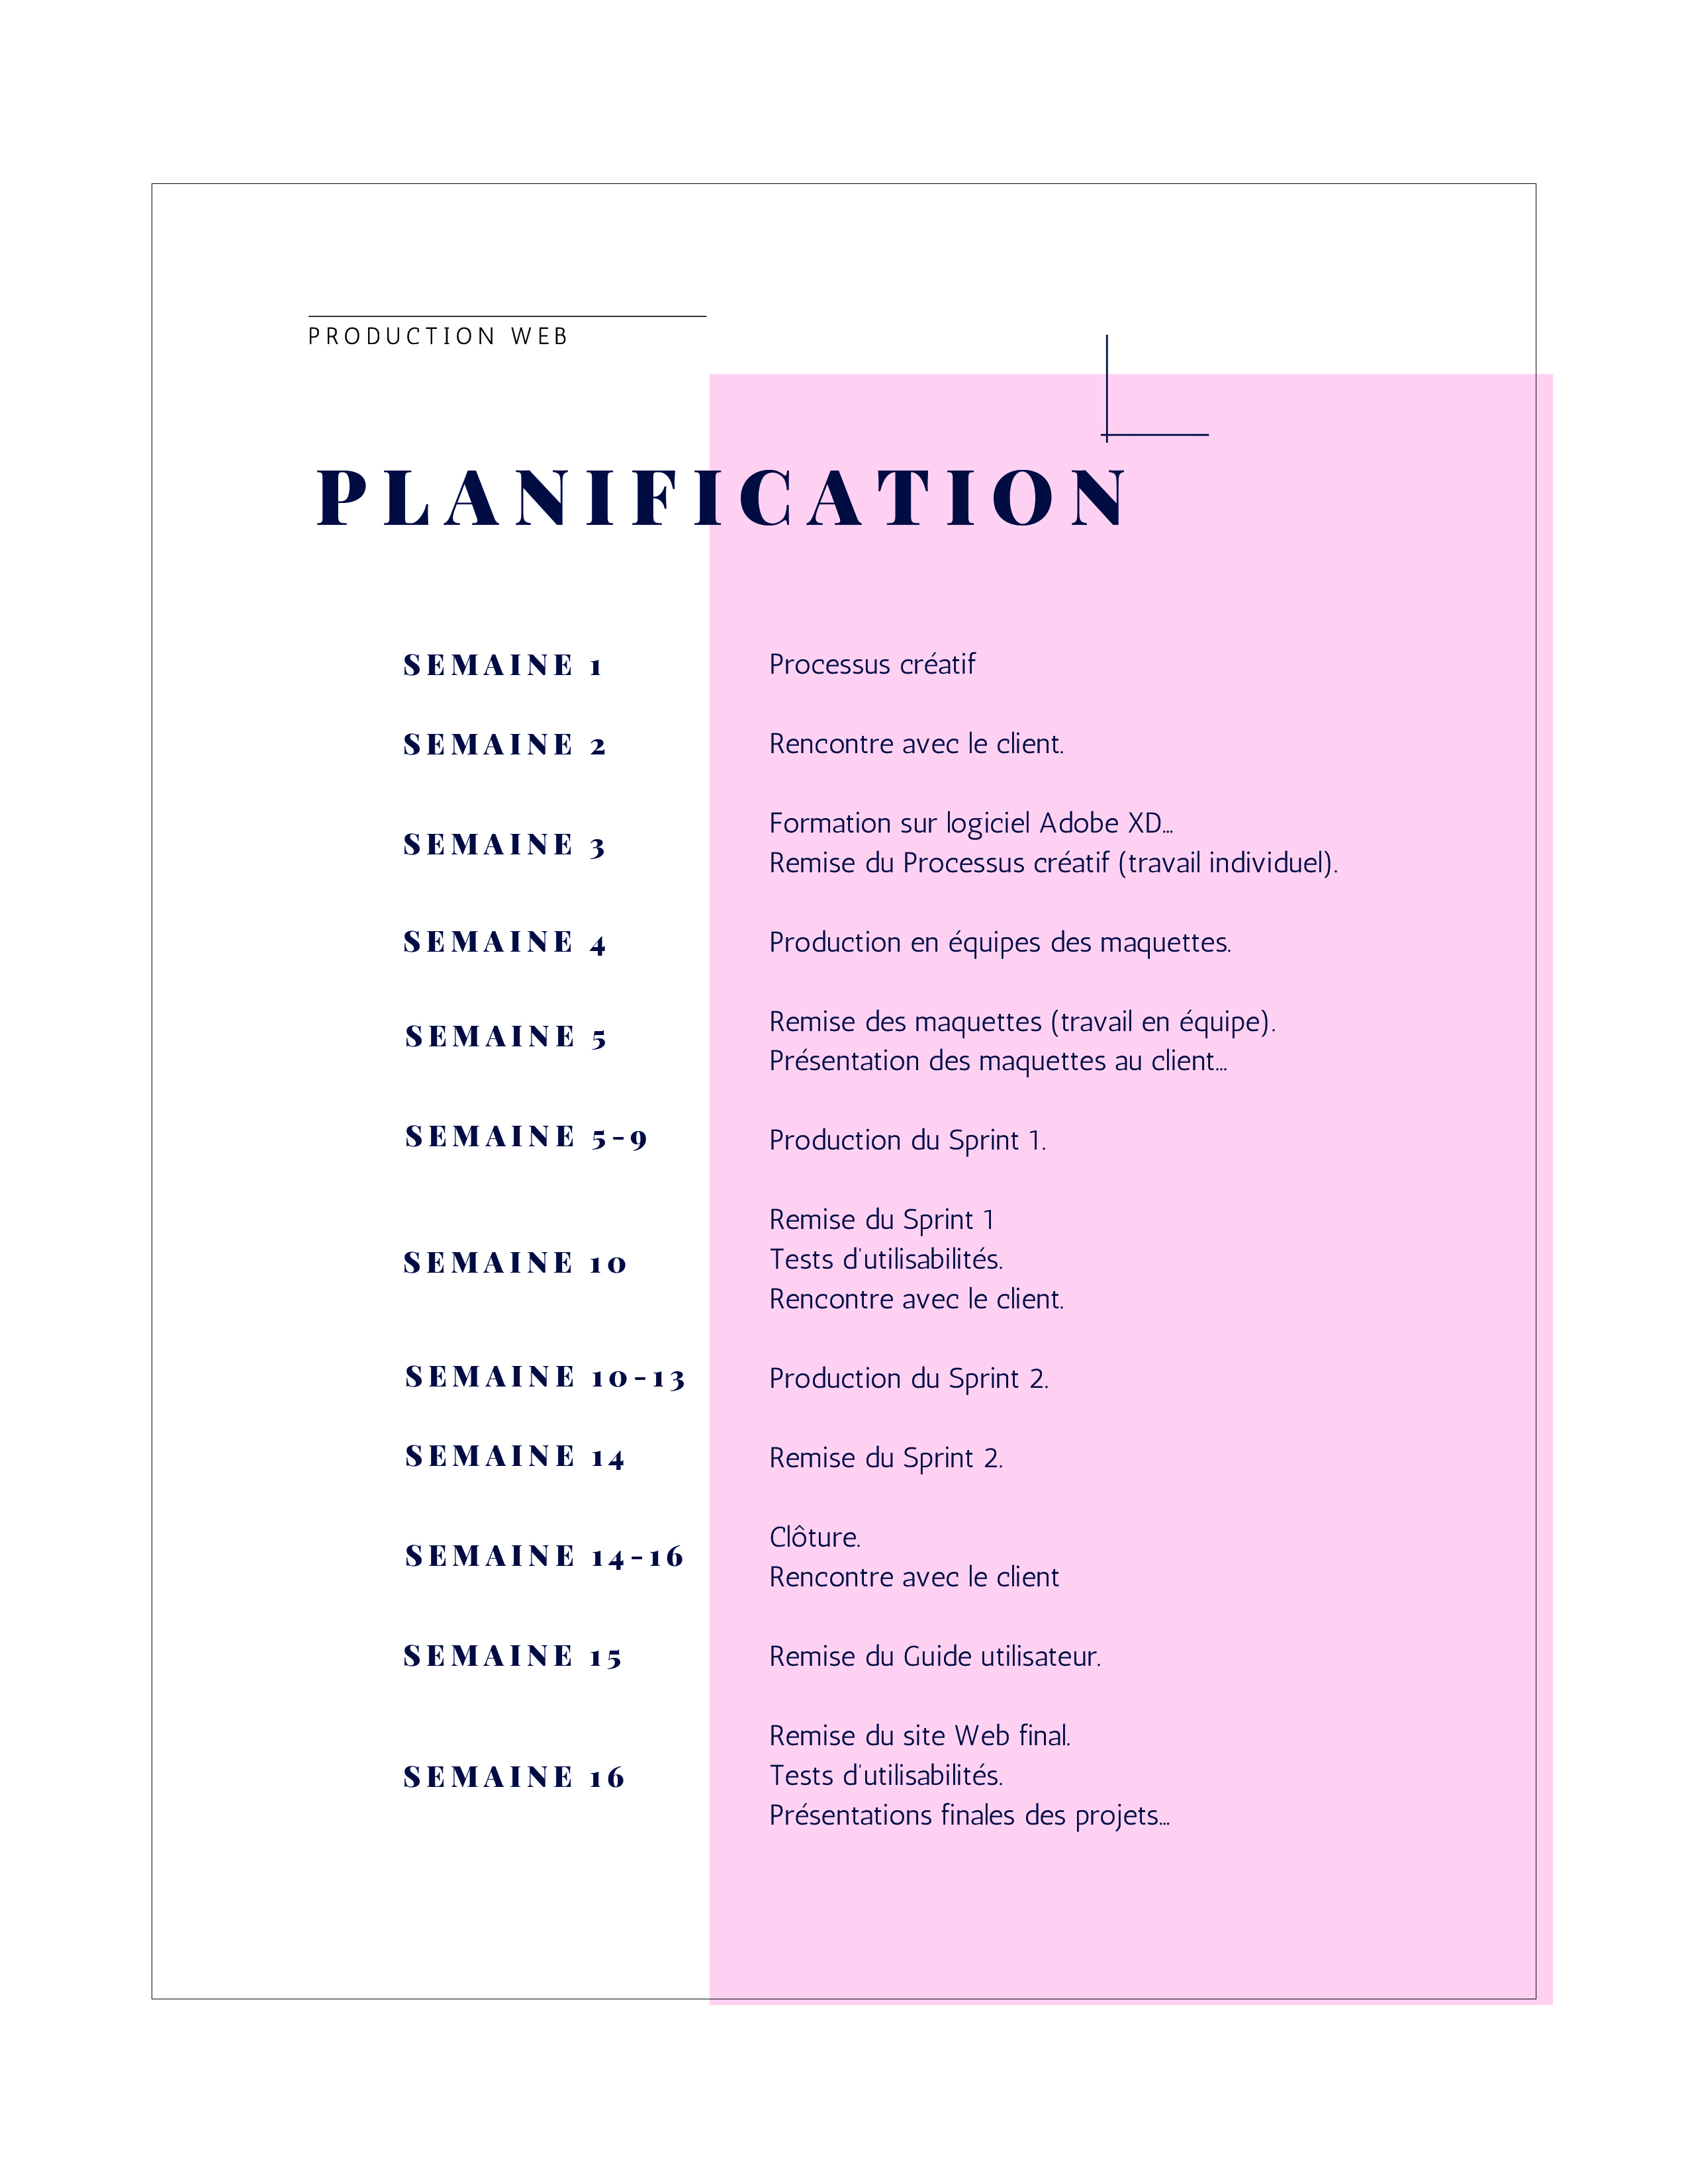 PRODUCTION WEB
PLANIFICATION
SEMAINE 1
Processus créatif
SEMAINE 2
Rencontre avec le client.
SEMAINE 3
Formation sur logiciel Adobe XD...
Remise du Processus créatif (travail individuel).
SEMAINE 4
Production en équipes des maquettes.
SEMAINE 5
Remise des maquettes (travail en équipe).
Présentation des maquettes au client...
SEMAINE 5-9
Production du Sprint 1.
SEMAINE 10
Remise du Sprint 1
Tests d'utilisabilités.
Rencontre avec le client.
SEMAINE 10-13
Production du Sprint 2.
SEMAINE 14
Remise du Sprint 2.
SEMAINE 14-16
Clôture.
Rencontre avec le client
SEMAINE 15
Remise du Guide utilisateur.
SEMAINE 16
Remise du site Web final.
Tests d'utilisabilités.
Présentations finales des projets...